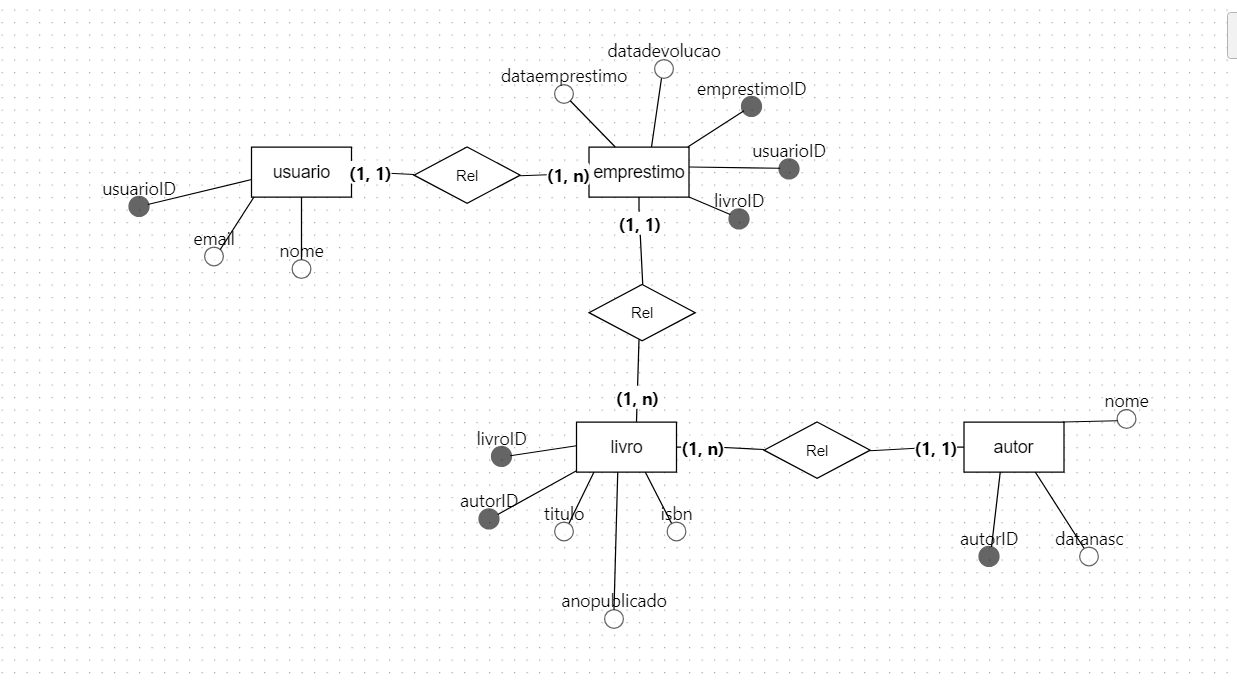 datadevolucao
dataemprestimo
emprestimoID
usuarioID
usuario
(1, 1)
Rel
(1, n)
emprestimo
usuarioID
livroID
email
nome
(1, 1)
Rel
(1, n)
nome
livroID
livro
(1, n)
Rel
(1, 1)
autor
autorID
titulo
isbn
autorID
datanasc
anopublicado